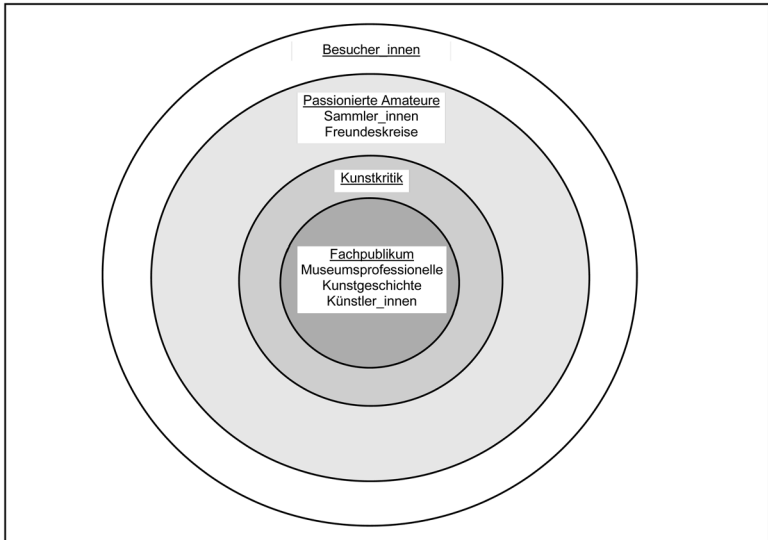 Besucher_innen
Passionierte Amateure
Sammler_innen
Freundeskreise
Kunstkritik
Fachpublikum
Museumsprofessionelle
Kunstgeschichte
Künstler_innen